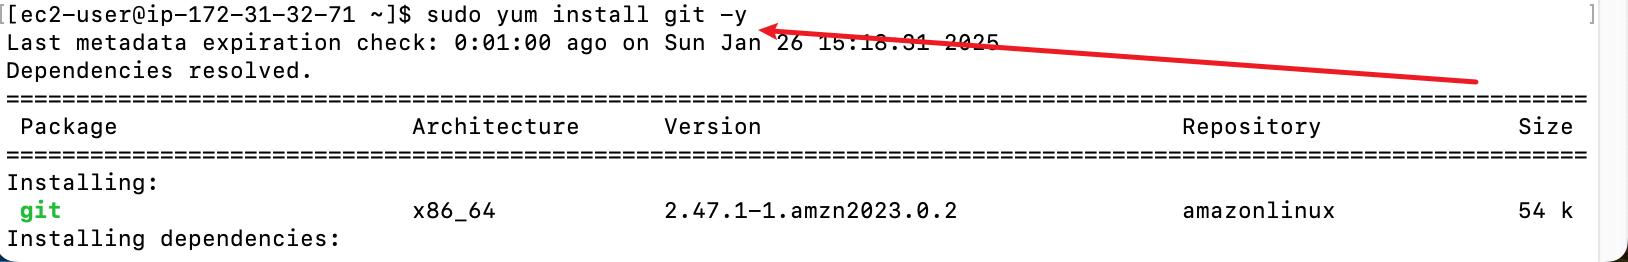 [[ec2-user@ip-172-31-32-71 ~]$ sudo yum install git -y ]
Last metadata expiration check: 0:01:00 ago on Sun Jan 26 15:18:31 2025
Dependencies resolved.
================================================================================
Package Architecture Version Repository Size
================================================================================
Installing:
git x86_64 2.47.1-1.amzn2023.0.2 amazonlinux 54 k
Installing dependencies: